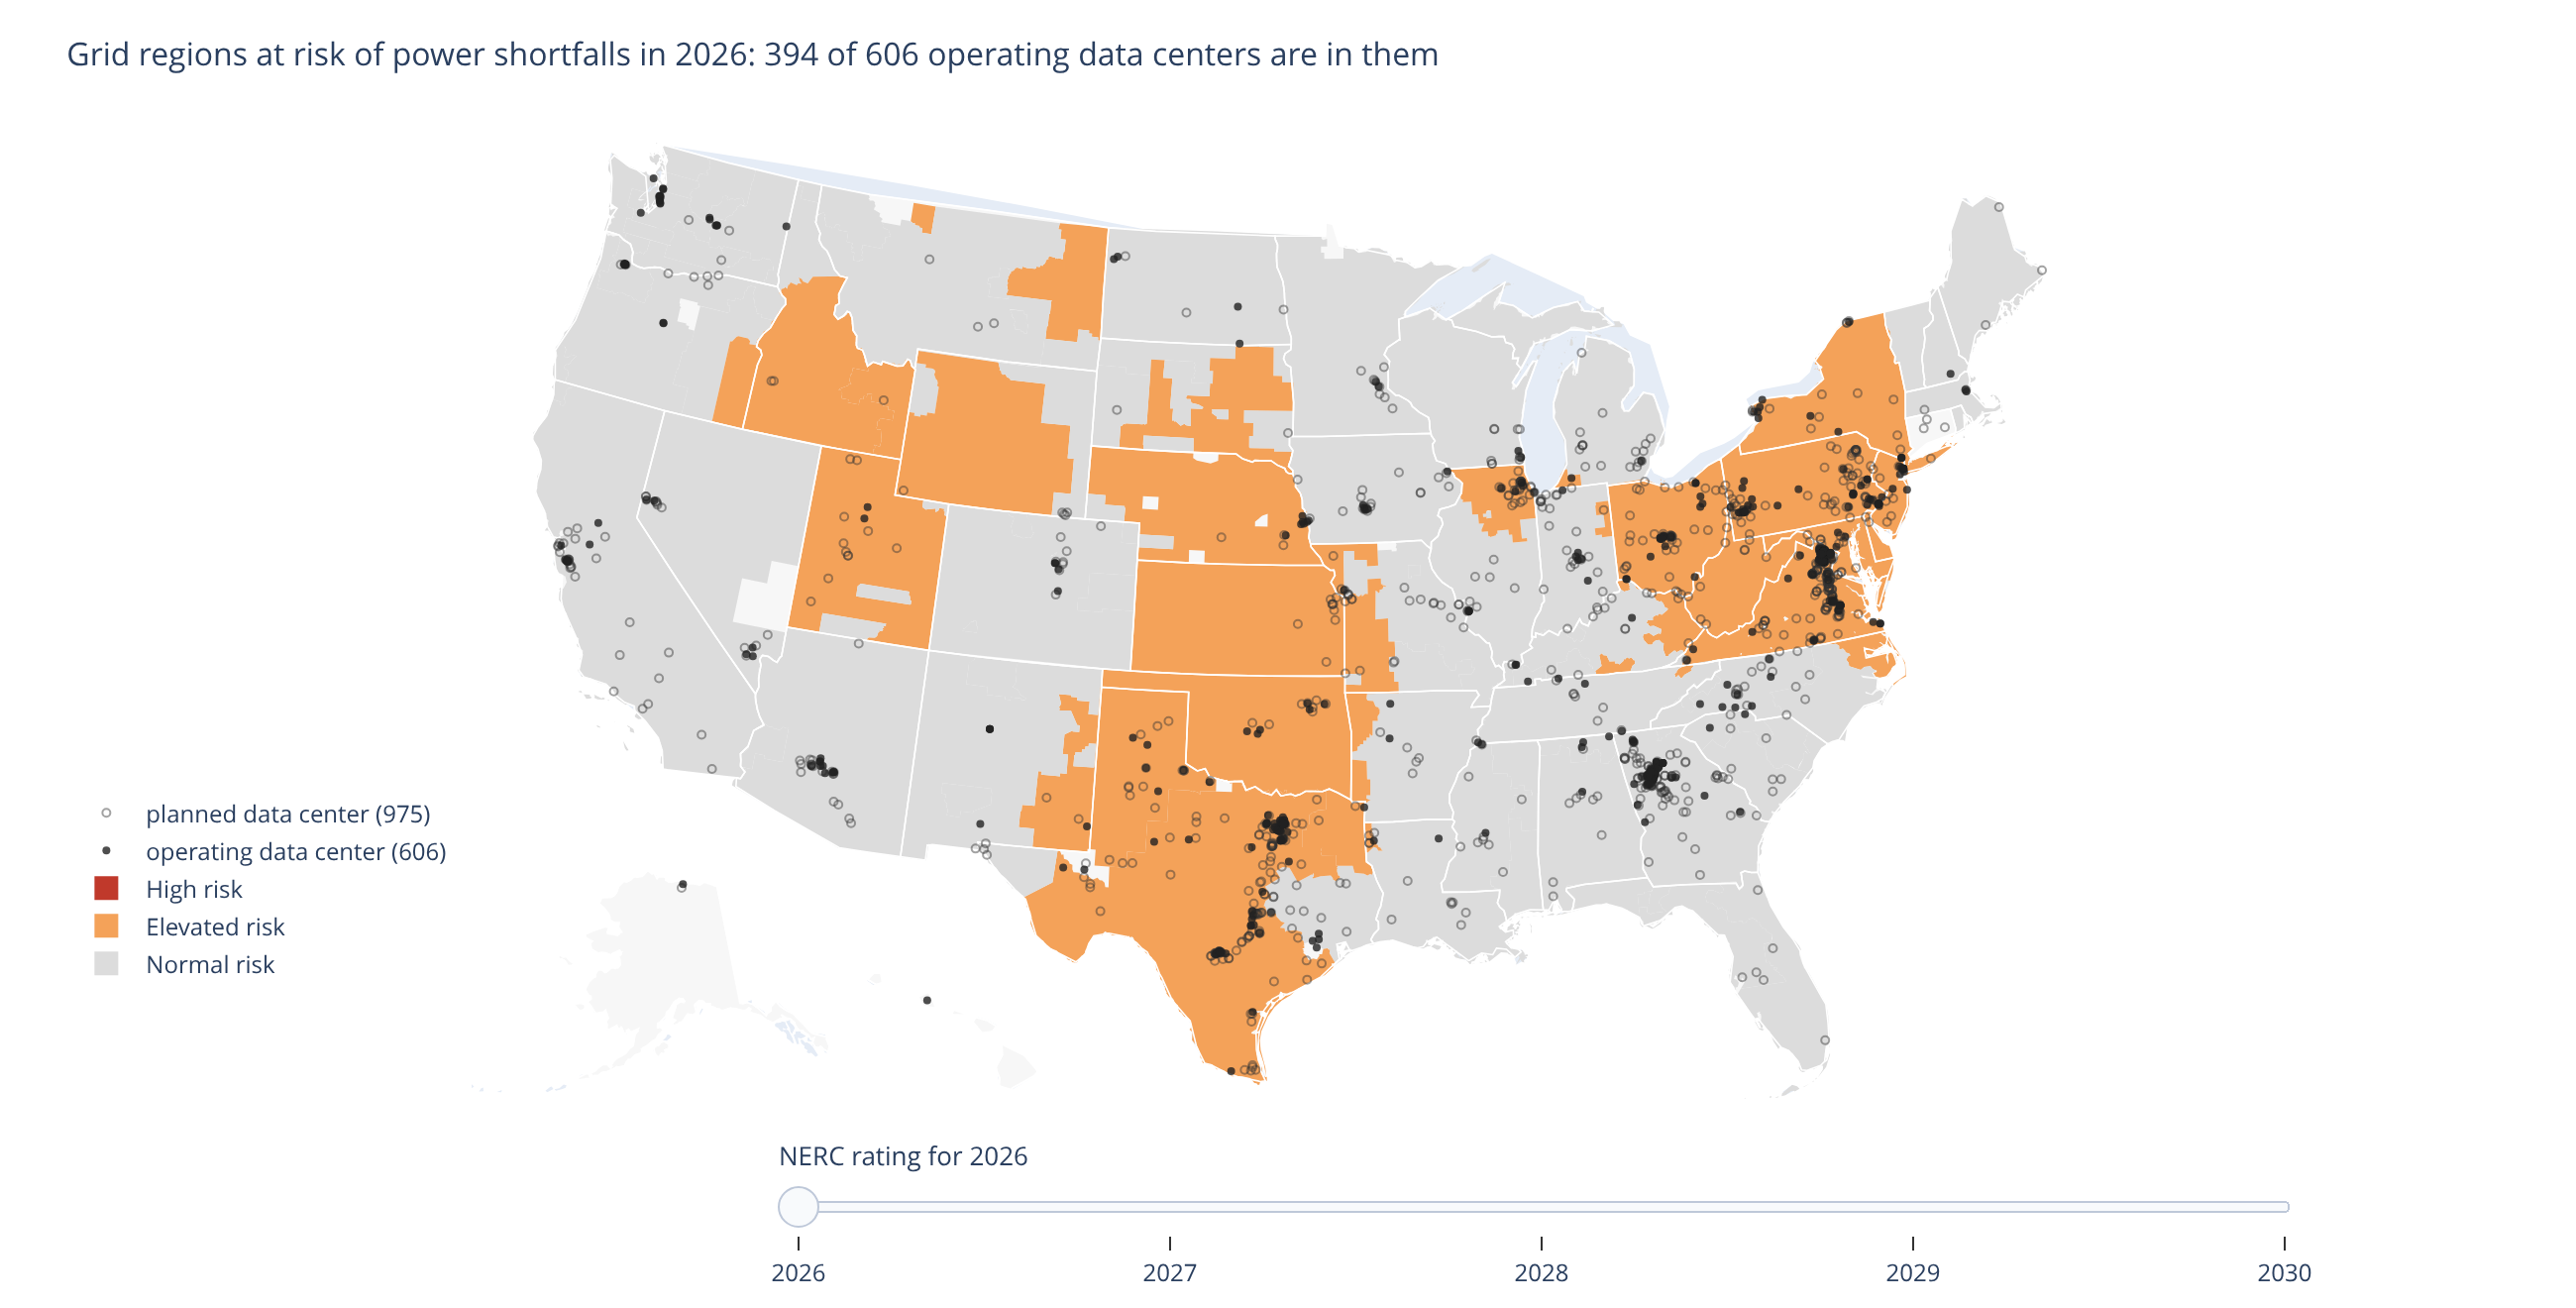 Grid regions at risk of power shortfalls in 2026: 394 of 606 operating data centers are in them
planned data center (975)
operating data center (606)
High risk
Elevated risk
Normal risk
NERC rating for 2026
2026
2027
2028
2029
2030